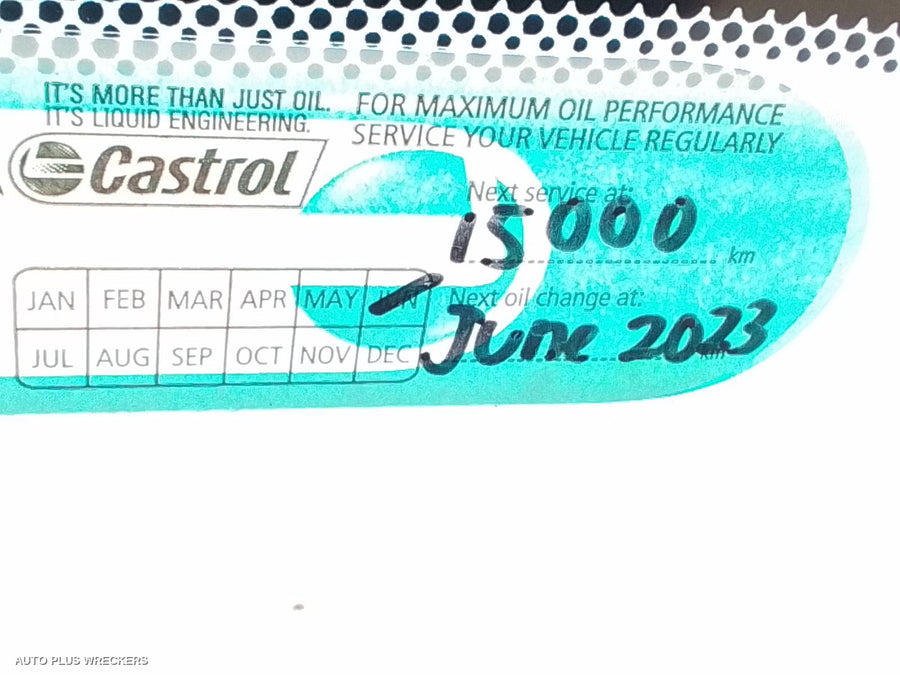 IT'S MORE THAN JUST OIL.
IT'S LIQUID ENGINEERING.
Castrol
FOR MAXIMUM OIL PERFORMANCE
SERVICE YOUR VEHICLE REGULARLY
Next service at:
15000 km
Next oil change at:
June 2023 km
JAN FEB MAR APR MAY JUN
JUL AUG SEP OCT NOV DEC
AUTO PLUS WRECKERS